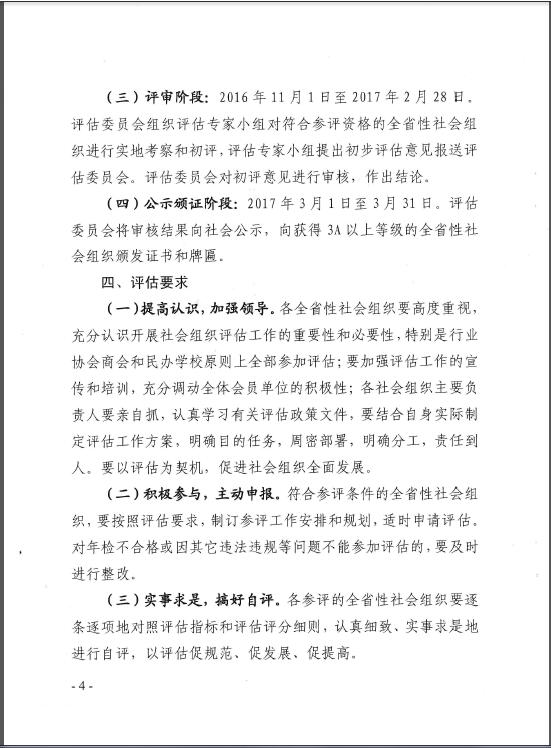 （三）评审阶段：2016 年 11 月 1 日至 2017 年 2 月 28 日。
评估委员会组织评估专家小组对符合参评资格的全省性社会组
织进行实地考察和初评，评估专家小组提出初步评估意见报送评
估委员会。评估委员会对初评意见进行审核，作出结论。
（四）公示颁证阶段：2017 年 3 月 1 日至 3 月 31 日。评估
委员会将审核结果向社会公示，向获得 3A 以上等级的全省性社
会组织颁发证书和牌匾。
四、评估要求
（一）提高认识，加强领导。各全省性社会组织要高度重视，
充分认识开展社会组织评估工作的重要性和必要性，特别是行业
协会商会和民办学校原则上全部参加评估；要加强评估工作的宣
传和培训，充分调动全体会员单位的积极性；各社会组织主要负
责人要亲自抓，认真学习有关评估政策文件，要结合自身实际制
定评估工作方案，明确目的任务，周密部署，明确分工，责任到
人。要以评估为契机，促进社会组织全面发展。
（二）积极参与，主动申报。符合参评条件的全省性社会组
织，要按照评估要求，制订参评工作安排和规划，适时申请评估。
对年检不合格或因其它违法违规等问题不能参加评估的，要及时
进行整改。
（三）实事求是，搞好自评。各参评的全省性社会组织要逐
条逐项地对照评估指标和评估评分细则，认真细致、实事求是地
进行自评，以评估促规范、促发展、促提高。
- 4 -